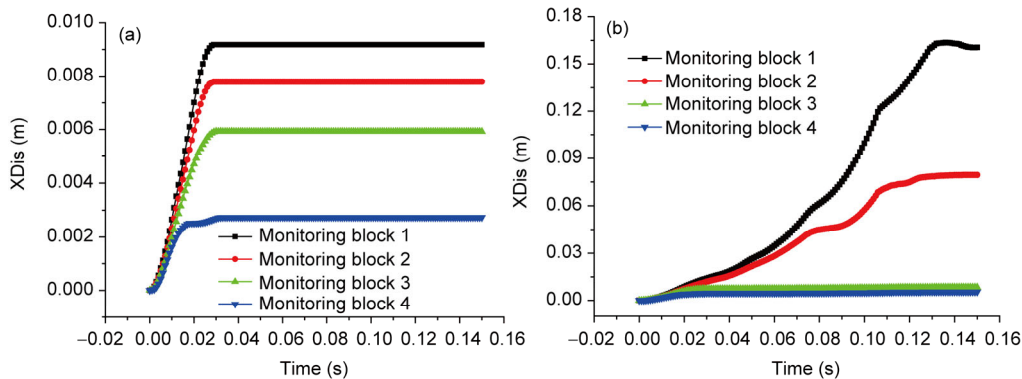 (a)
XDis (m)
0.010
0.008
0.006
0.004
0.002
0.000
Monitoring block 1
Monitoring block 2
Monitoring block 3
Monitoring block 4
−0.02 0.00 0.02 0.04 0.06 0.08 0.10 0.12 0.14 0.16
Time (s)
(b)
XDis (m)
0.18
0.15
0.12
0.09
0.06
0.03
0.00
Monitoring block 1
Monitoring block 2
Monitoring block 3
Monitoring block 4
−0.02 0.00 0.02 0.04 0.06 0.08 0.10 0.12 0.14 0.16
Time (s)